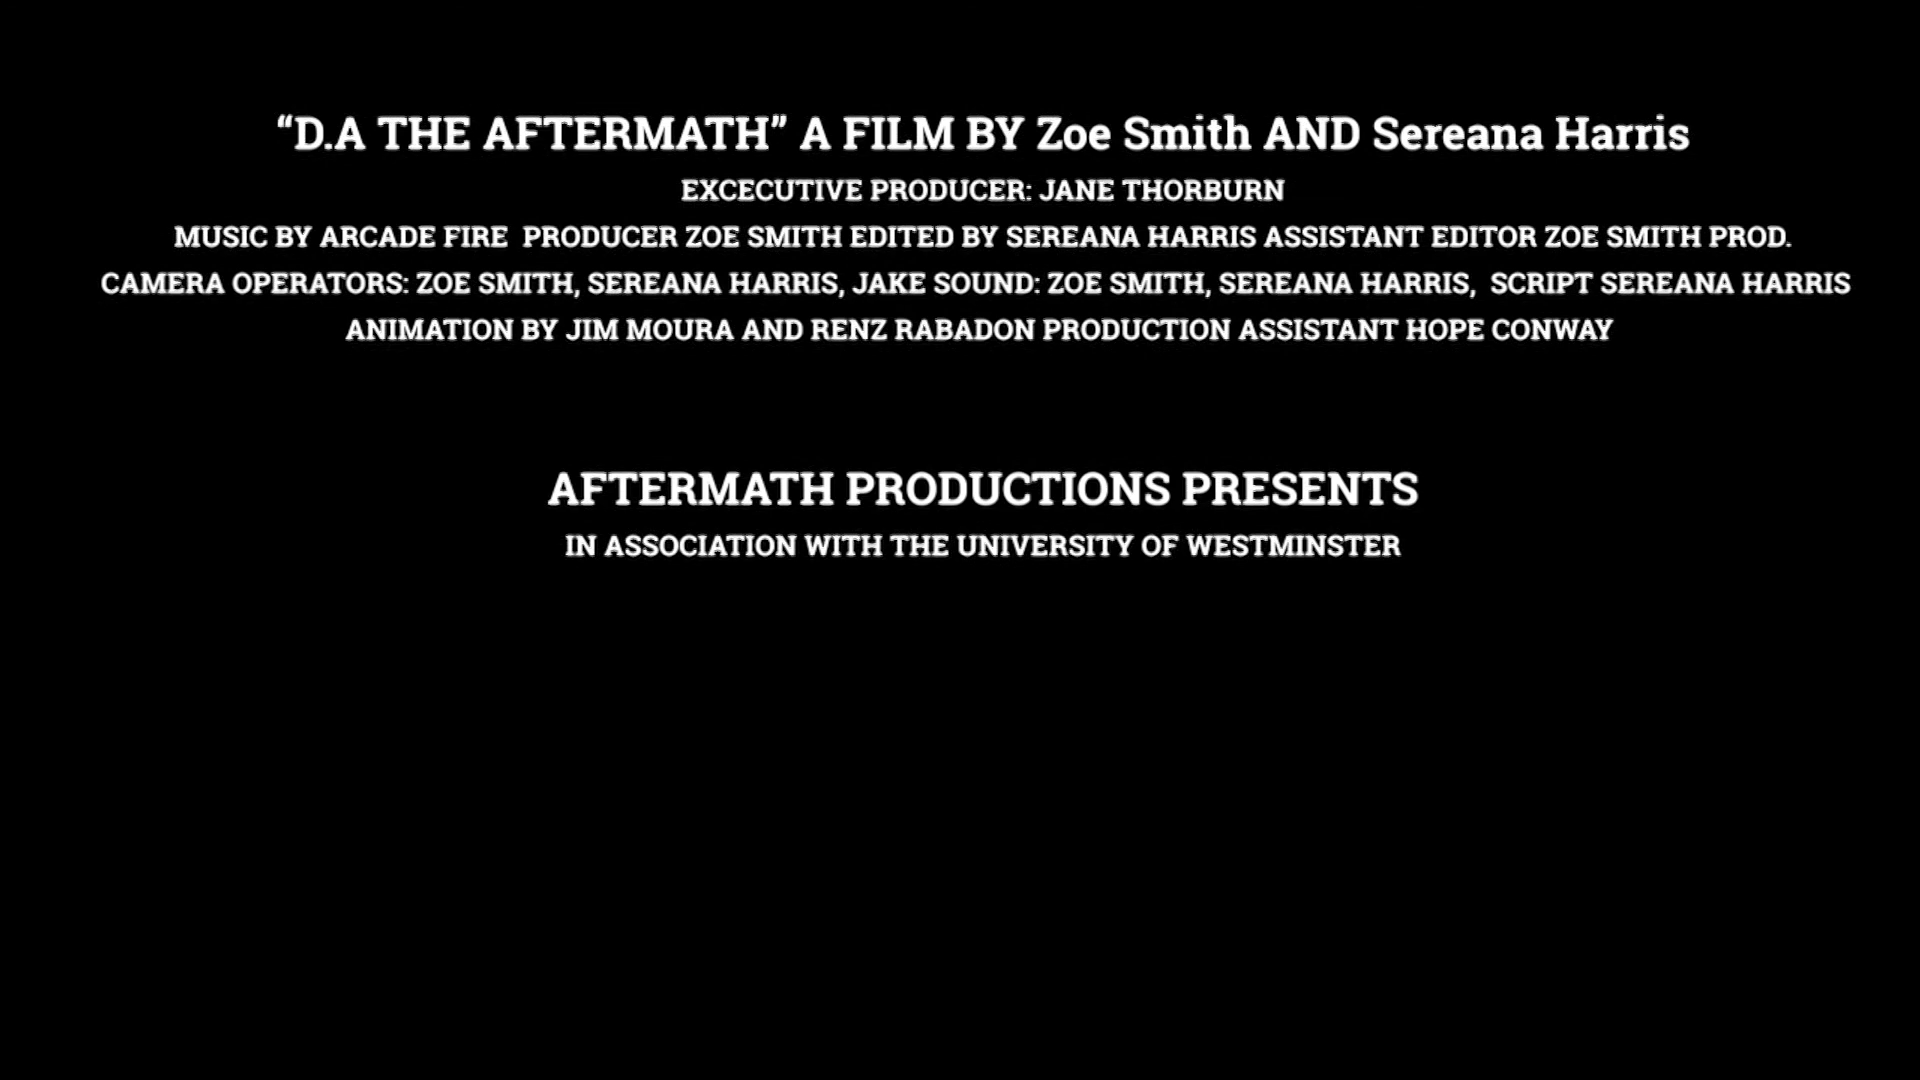 “D.A THE AFTERMATH” A FILM BY Zoe Smith AND Sereana Harris
EXCECUTIVE PRODUCER: JANE THORBURN
MUSIC BY ARCADE FIRE  PRODUCER ZOE SMITH EDITED BY SEREANA HARRIS ASSISTANT EDITOR ZOE SMITH PROD.
CAMERA OPERATORS: ZOE SMITH, SEREANA HARRIS, JAKE SOUND: ZOE SMITH, SEREANA HARRIS,  SCRIPT SEREANA HARRIS
ANIMATION BY JIM MOURA AND RENZ RABADON PRODUCTION ASSISTANT HOPE CONWAY
AFTERMATH PRODUCTIONS PRESENTS
IN ASSOCIATION WITH THE UNIVERSITY OF WESTMINSTER